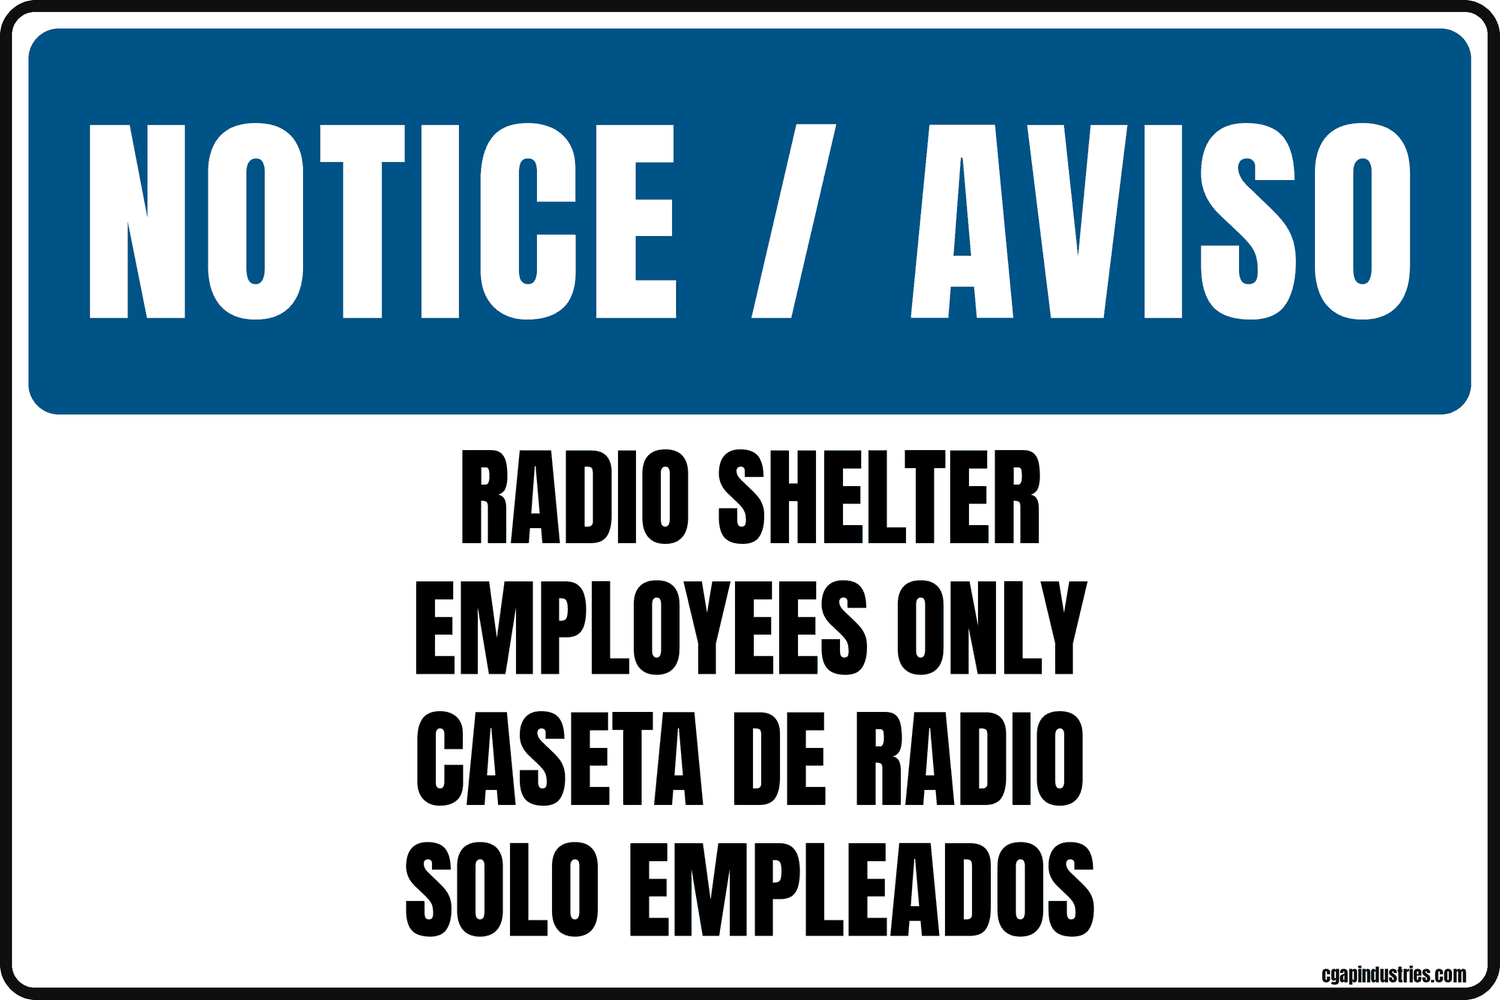 NOTICE / AVISO
RADIO SHELTER
EMPLOYEES ONLY
CASETA DE RADIO
SOLO EMPLEADOS
cgapindustries.com